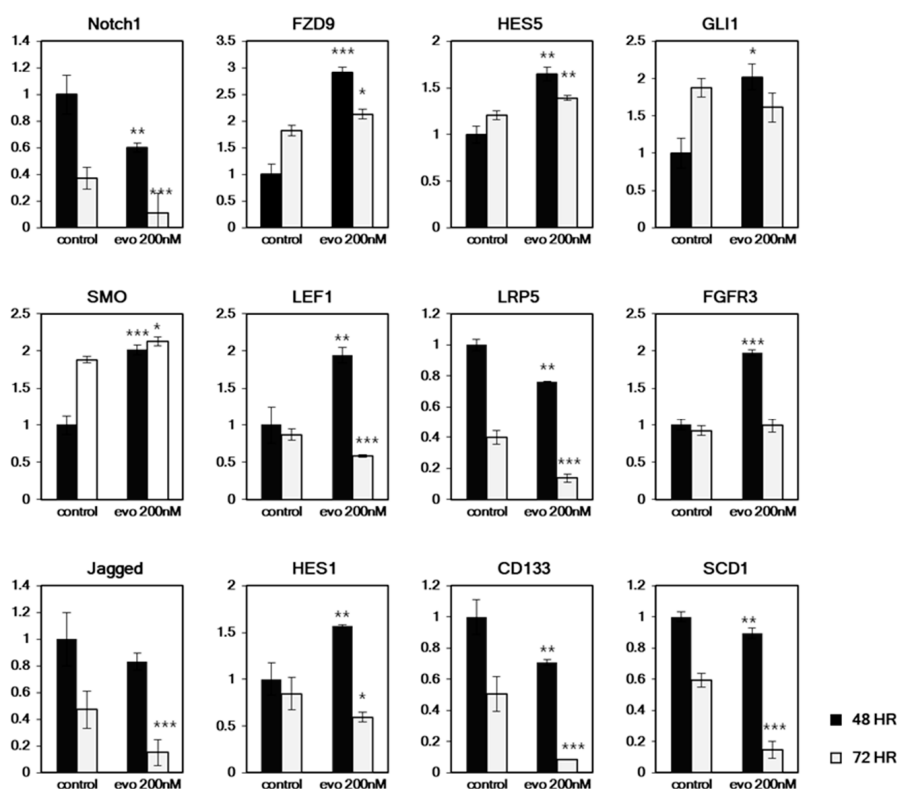 Notch1
1.4
1.2
1
0.8
0.6
0.4
0.2
0
**
***
control
evo 200nM
FZD9
3.5
3
2.5
2
1.5
1
0.5
0
***
*
control
evo 200nM
HES5
2
1.5
1
0.5
0
**
**
control
evo 200nM
GLI1
2.5
2
1.5
1
0.5
0
*
control
evo 200nM
SMO
2.5
2
1.5
1
0.5
0
***
*
control
evo 200nM
LEF1
2.5
2
1.5
1
0.5
0
**
***
control
evo 200nM
LRP5
1.2
1
0.8
0.6
0.4
0.2
0
**
***
control
evo 200nM
FGFR3
2.5
2
1.5
1
0.5
0
***
control
evo 200nM
Jagged
1.4
1.2
1
0.8
0.6
0.4
0.2
0
***
control
evo 200nM
HES1
2
1.5
1
0.5
0
**
*
control
evo 200nM
CD133
1.2
1
0.8
0.6
0.4
0.2
0
**
***
control
evo 200nM
SCD1
1.2
1
0.8
0.6
0.4
0.2
0
**
***
control
evo 200nM
48 HR
72 HR